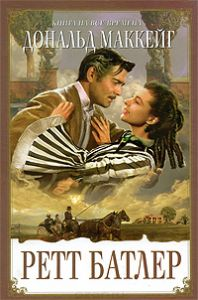 КНИГА НА ВСЕ ВРЕМЕНА
ДОНАЛЬД МАККЕЙГ
РЕТТ БАТЛЕР